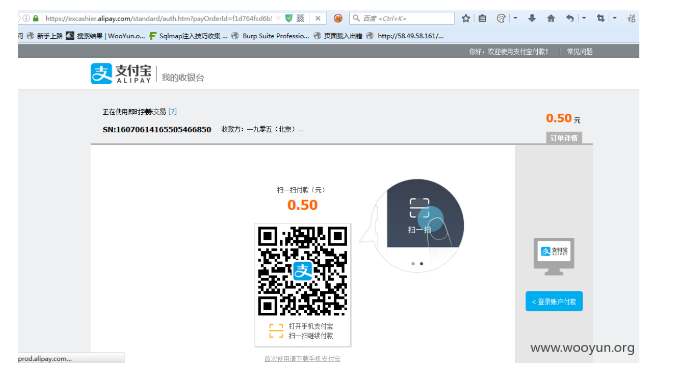 https://excashier.alipay.com/standard/auth.htm?payOrderId=f1d764fcd6b
百度 <Ctrl+K>
新手上路 搜索结果 | WooYun.o... Sqlmap注入技巧收集 ... Burp Suite Professio... 页面载入出错 http://58.49.58.161/...
你好，欢迎使用支付宝付款! 常见问题
支付宝
ALIPAY
我的收银台
正在使用即时到账交易 [?]
SN:16070614165505466850 收款方：一九零五（北京）...
0.50 元
订单详情
扫一扫付款（元）
0.50
扫一扫
支付宝
打开手机支付宝
扫一扫继续付款
< 登录账户付款
首次使用请下载手机支付宝
www.wooyun.org
prod.alipay.com...